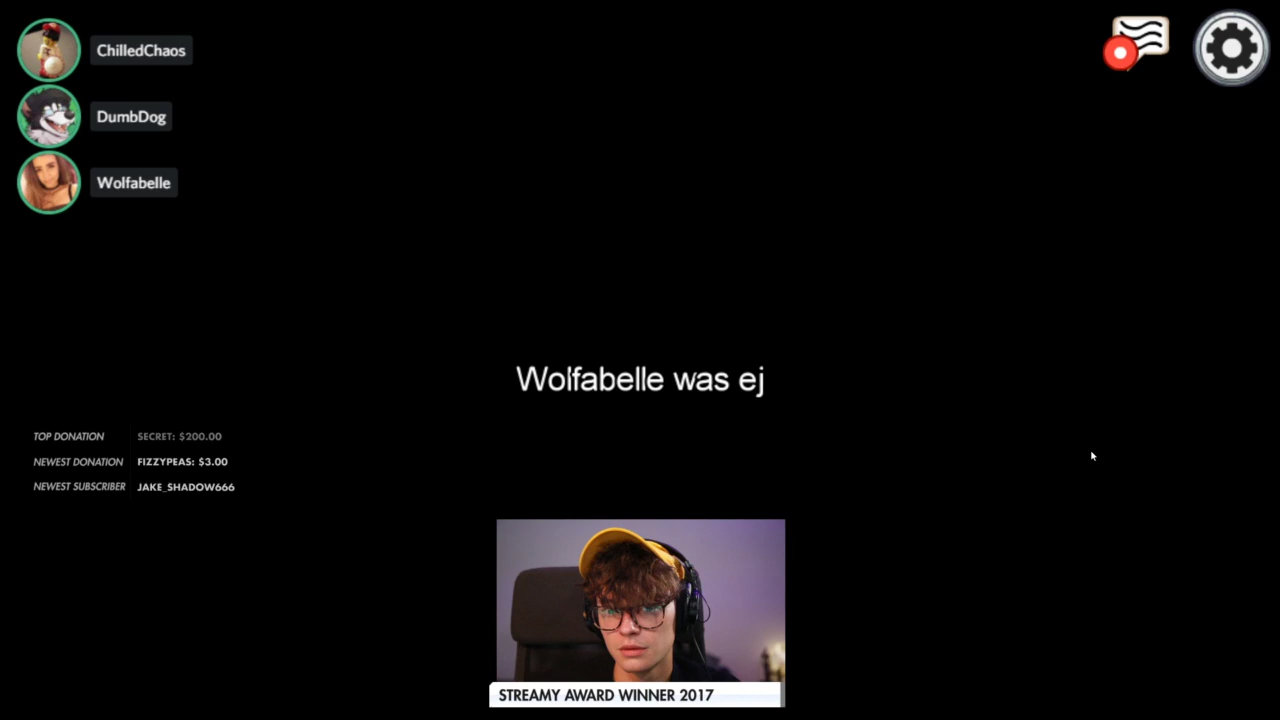 ChilledChaos
DumbDog
Wolfabelle
Wolfabelle was ej
TOP DONATION SECRET: $200.00
NEWEST DONATION FIZZYPEAS: $3.00
NEWEST SUBSCRIBER JAKE_SHADOW666
STREAMY AWARD WINNER 2017